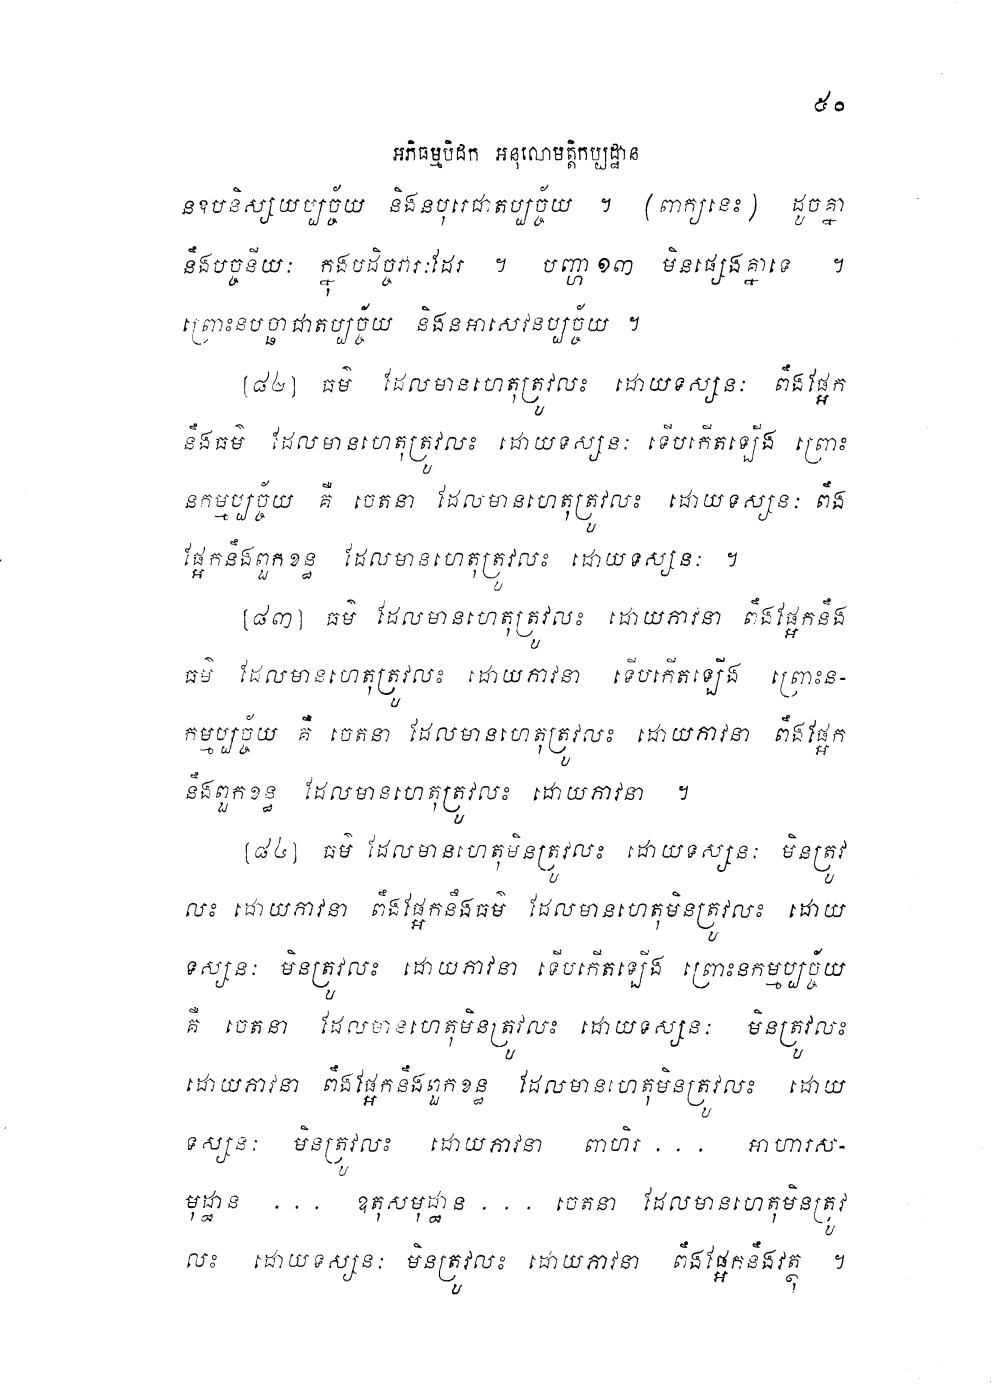 ៥០
អភិធម្មបិដក អនុលោមត្តិកប្បដ្ឋាន
នឧបនិស្សយប្បច្ច័យ និងនបុរេជាតប្បច្ច័យ ។ (ពាក្យនេះ) ដូចគ្នា
នឹងបច្ចនីយៈ ក្នុងបដិច្ចវារៈដែរ ។ បញ្ហា ១៣ មិនផ្សេងគ្នាទេ ។
ព្រោះនបច្ឆាជាតប្បច្ច័យ និងនអាសេវនប្បច្ច័យ ។
[៨២] ធម៌ ដែលមានហេតុត្រូវលះ ដោយទស្សនៈ ពឹងផ្អែក
នឹងធម៌ ដែលមានហេតុត្រូវលះ ដោយទស្សនៈ ទើបកើតឡើង ព្រោះ
នកម្មប្បច្ច័យ គឺ ចេតនា ដែលមានហេតុត្រូវលះ ដោយទស្សនៈ ពឹង
ផ្អែកនឹងពួកខន្ធ ដែលមានហេតុត្រូវលះ ដោយទស្សនៈ ។
[៨៣] ធម៌ ដែលមានហេតុត្រូវលះ ដោយភាវនា ពឹងផ្អែកនឹង
ធម៌ ដែលមានហេតុត្រូវលះ ដោយភាវនា ទើបកើតឡើង ព្រោះន-
កម្មប្បច្ច័យ គឺ ចេតនា ដែលមានហេតុត្រូវលះ ដោយភាវនា ពឹងផ្អែក
នឹងពួកខន្ធ ដែលមានហេតុត្រូវលះ ដោយភាវនា ។
[៨៤] ធម៌ ដែលមានហេតុមិនត្រូវលះ ដោយទស្សនៈ មិនត្រូវ
លះ ដោយភាវនា ពឹងផ្អែកនឹងធម៌ ដែលមានហេតុមិនត្រូវលះ ដោយ
ទស្សនៈ មិនត្រូវលះ ដោយភាវនា ទើបកើតឡើង ព្រោះនកម្មប្បច្ច័យ
គឺ ចេតនា ដែលមានហេតុមិនត្រូវលះ ដោយទស្សនៈ មិនត្រូវលះ
ដោយភាវនា ពឹងផ្អែកនឹងពួកខន្ធ ដែលមានហេតុមិនត្រូវលះ ដោយ
ទស្សនៈ មិនត្រូវលះ ដោយភាវនា ពាហិរ . . . អាហារស-
មុដ្ឋាន . . . ឧតុសមុដ្ឋាន . . . ចេតនា ដែលមានហេតុមិនត្រូវ
លះ ដោយទស្សនៈ មិនត្រូវលះ ដោយភាវនា ពឹងផ្អែកនឹងវត្ថុ ។